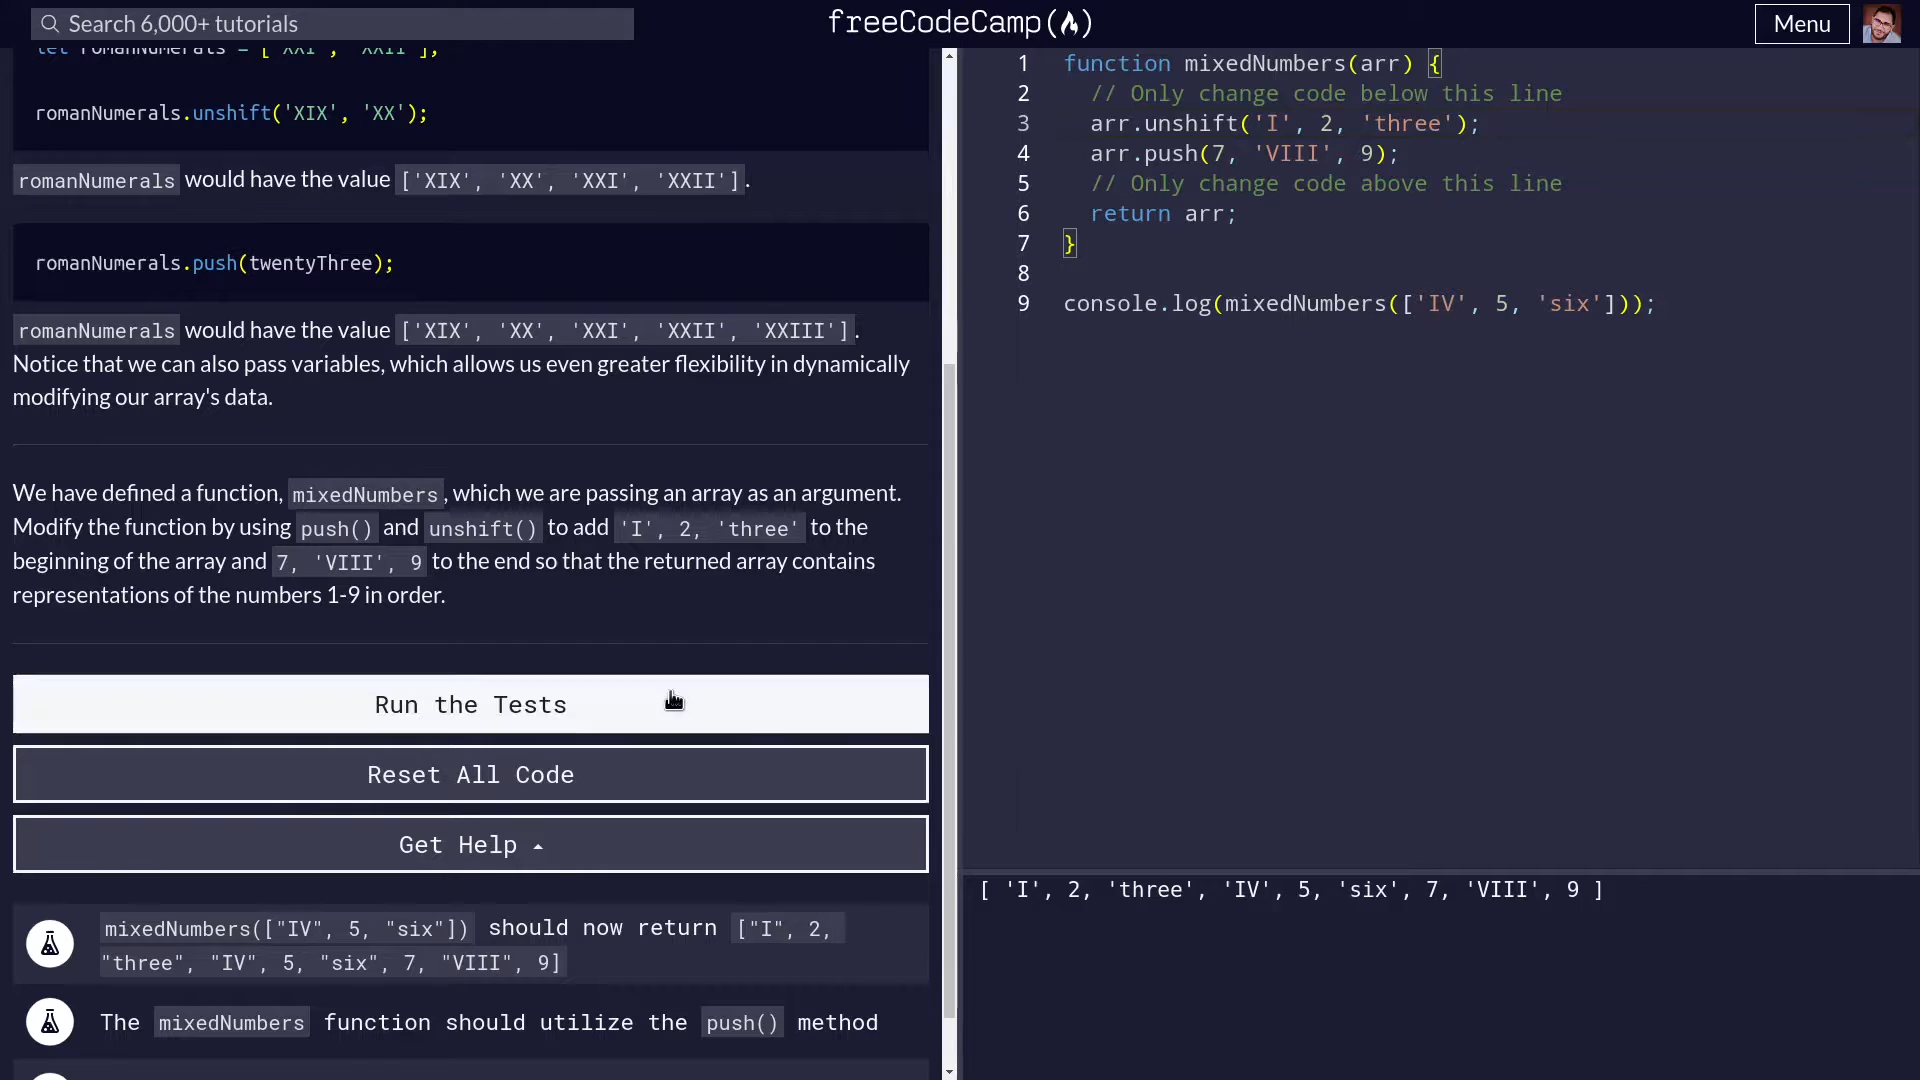 Search 6,000+ tutorials
freeCodeCamp(🔥)
Menu
let romanNumerals = ['XXI', 'XXII'];
romanNumerals.unshift('XIX', 'XX');
romanNumerals would have the value ['XIX', 'XX', 'XXI', 'XXII'].
romanNumerals.push(twentyThree);
romanNumerals would have the value ['XIX', 'XX', 'XXI', 'XXII', 'XXIII'].
Notice that we can also pass variables, which allows us even greater flexibility in dynamically
modifying our array's data.
We have defined a function, mixedNumbers, which we are passing an array as an argument.
Modify the function by using push() and unshift() to add 'I', 2, 'three' to the
beginning of the array and 7, 'VIII', 9 to the end so that the returned array contains
representations of the numbers 1-9 in order.
Run the Tests
Reset All Code
Get Help
mixedNumbers(["IV", 5, "six"]) should now return ["I", 2,
"three", "IV", 5, "six", 7, "VIII", 9]
The mixedNumbers function should utilize the push() method
1 function mixedNumbers(arr) {
2 // Only change code below this line
3 arr.unshift('I', 2, 'three');
4 arr.push(7, 'VIII', 9);
5 // Only change code above this line
6 return arr;
7 }
8
9 console.log(mixedNumbers(['IV', 5, 'six']));
[ 'I', 2, 'three', 'IV', 5, 'six', 7, 'VIII', 9 ]